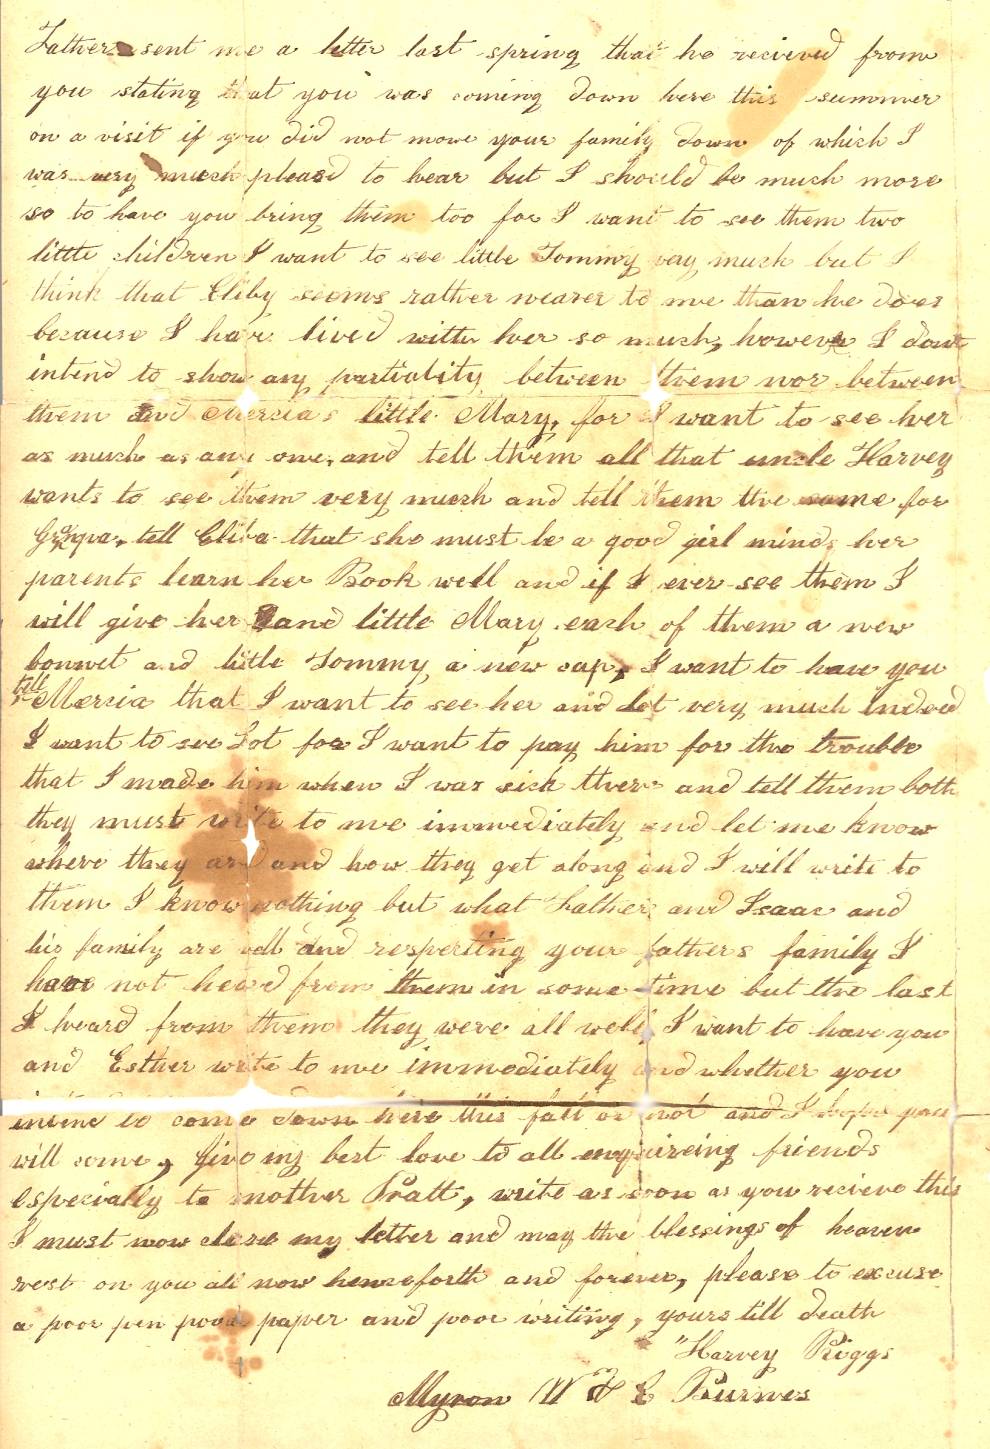 Father sent me a letter last spring that he recieved from
you stating that you was coming down here this summer
on a visit if you did not move your family down of which I
was very much pleasd to hear but I should be much more
so to have you bring them too for I want to see them two
little children I want to see little Tommy vay much but I
think that Eliby seems rather nearer to me than he does
because I have lived with her so much, however I dont
intend to show any partiality between them nor between
them and Mercia's little Mary, for I want to see her
as much as any one, and tell them all that uncle Harvey
wants to see them very much and tell them the same for
Granpa, tell Eliba that she must be a good girl minds her
parents learn her Book well and if I ever see them I
will give her and little Mary each of them a new
bonnet and little Tommy a new cap, I want to have you
tell Mercia that I want to see her and Lot very much Indeed
I want to see Lot for I want to pay him for the trouble
that I made him when I was sick there and tell them both
they must write to me immediately and let me know
where they are and how they get along and I will write to
them I know nothing but what Father and Isaac and
his family are well and respecting your fathers family I
have not heard from them in some time but the last
I heard from them they were all well, I want to have you
and Esther write to me immediately and whether you
intend to come down here this fall or not and I hope you
will come, give my best love to all enquireing friends
especially to mother Pratt, write as soon as you recieve this
I must now close my letter and may the blessings of heaven
rest on you all now henseforth and forever, please to excuse
a poor pen poor paper and poor writing, yours till death
"Harvey Riggs
Myron W F & Burnes